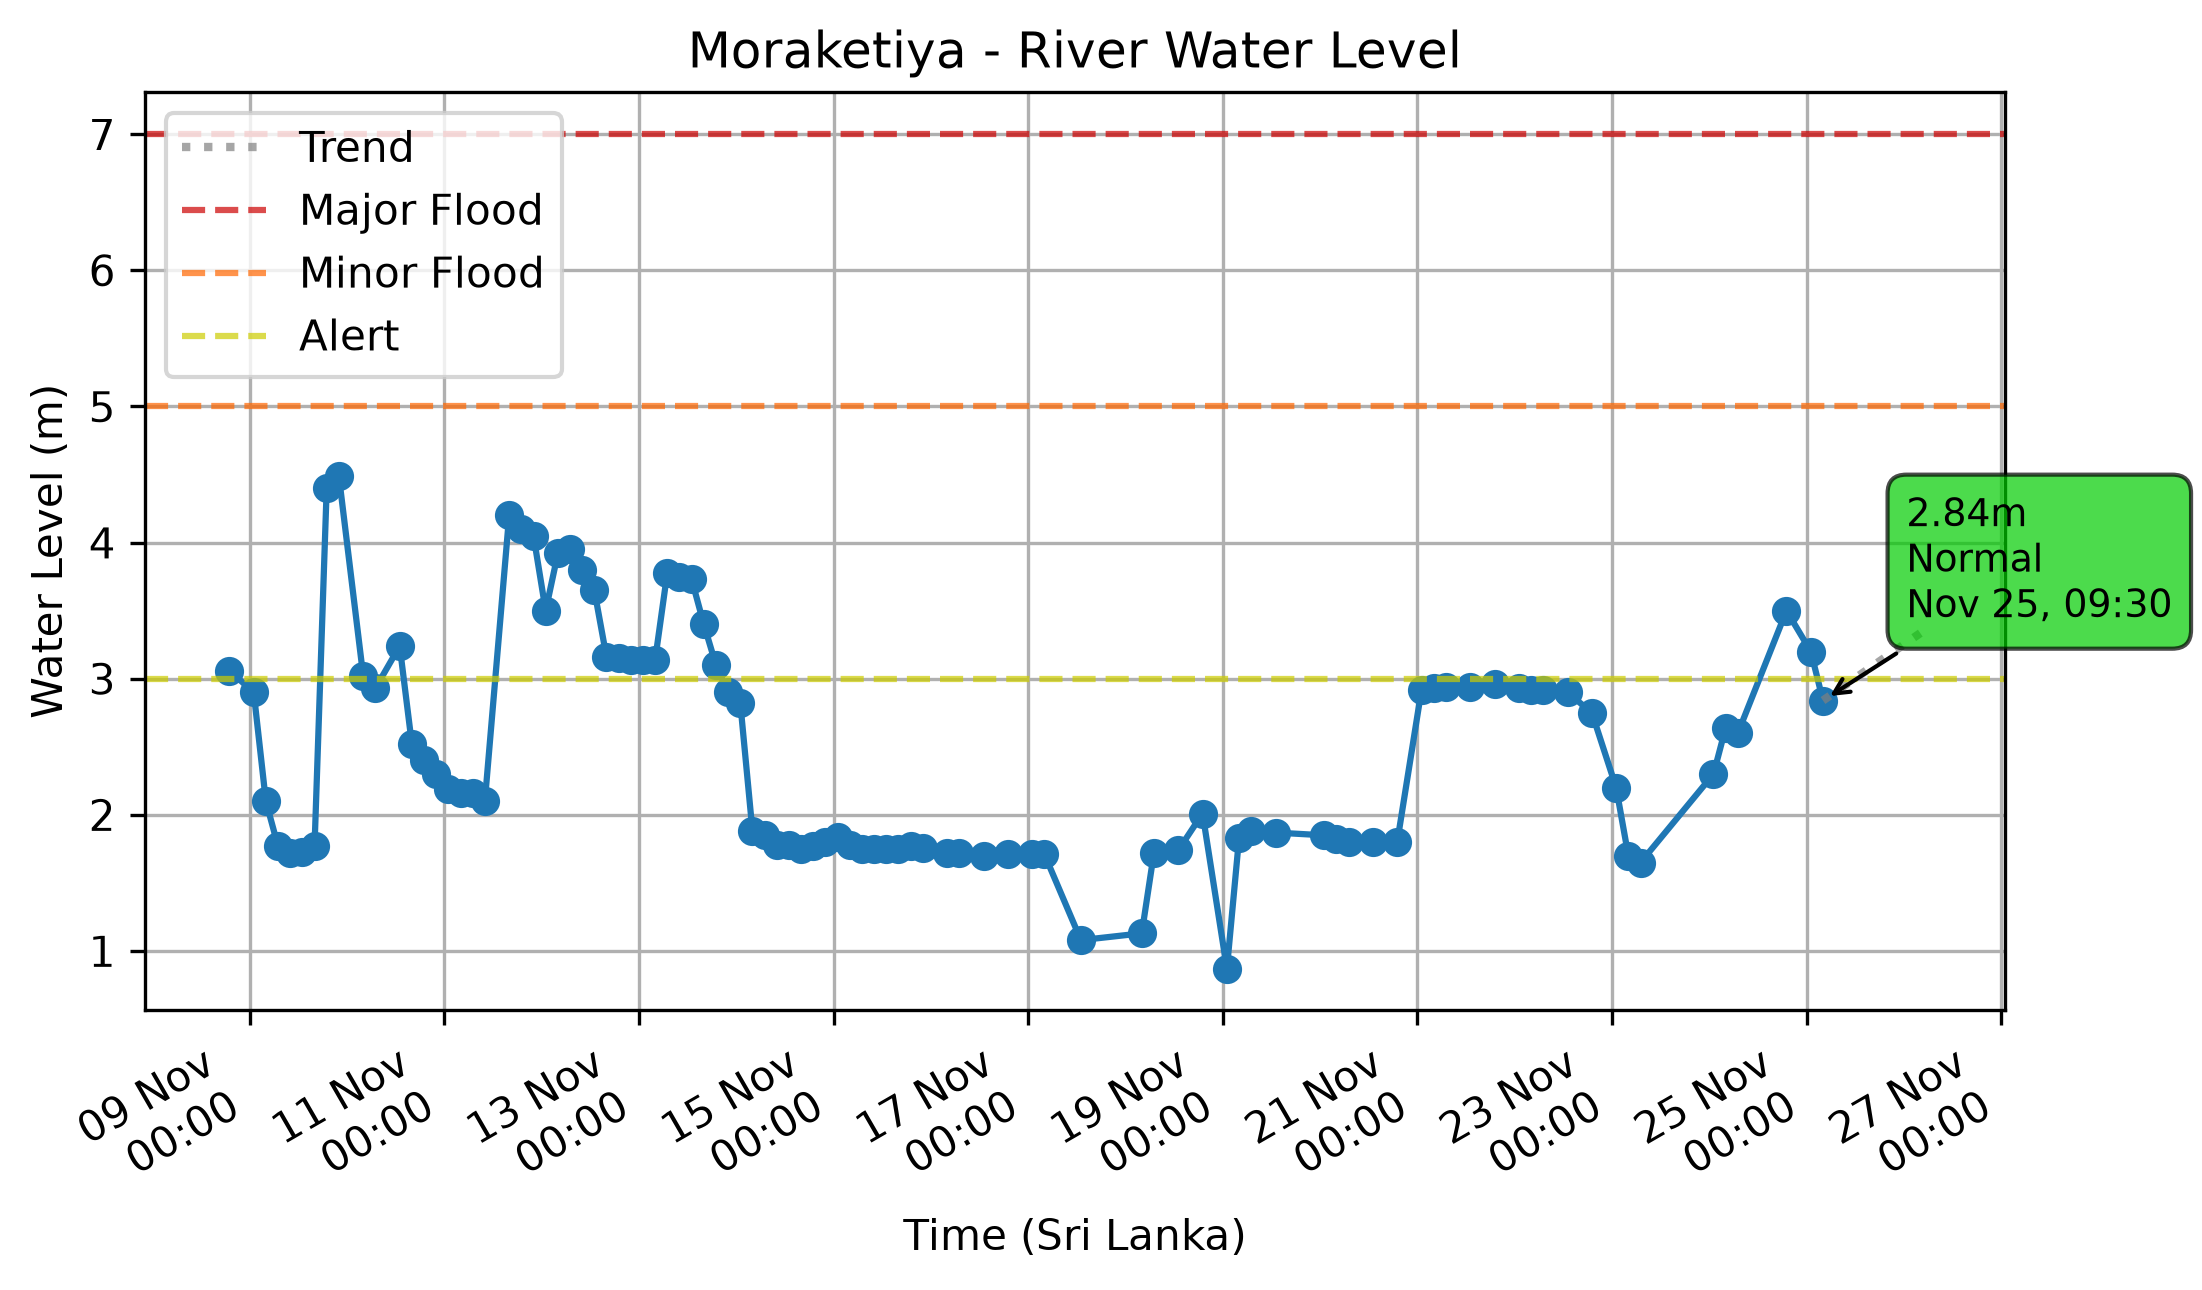 Moraketiya - River Water Level
Trend
Major Flood
Minor Flood
Alert
7
6
5
4
3
2
1
Water Level (m)
2.84m
Normal
Nov 25, 09:30
09 Nov
00:00
11 Nov
00:00
13 Nov
00:00
15 Nov
00:00
17 Nov
00:00
19 Nov
00:00
21 Nov
00:00
23 Nov
00:00
25 Nov
00:00
27 Nov
00:00
Time (Sri Lanka)